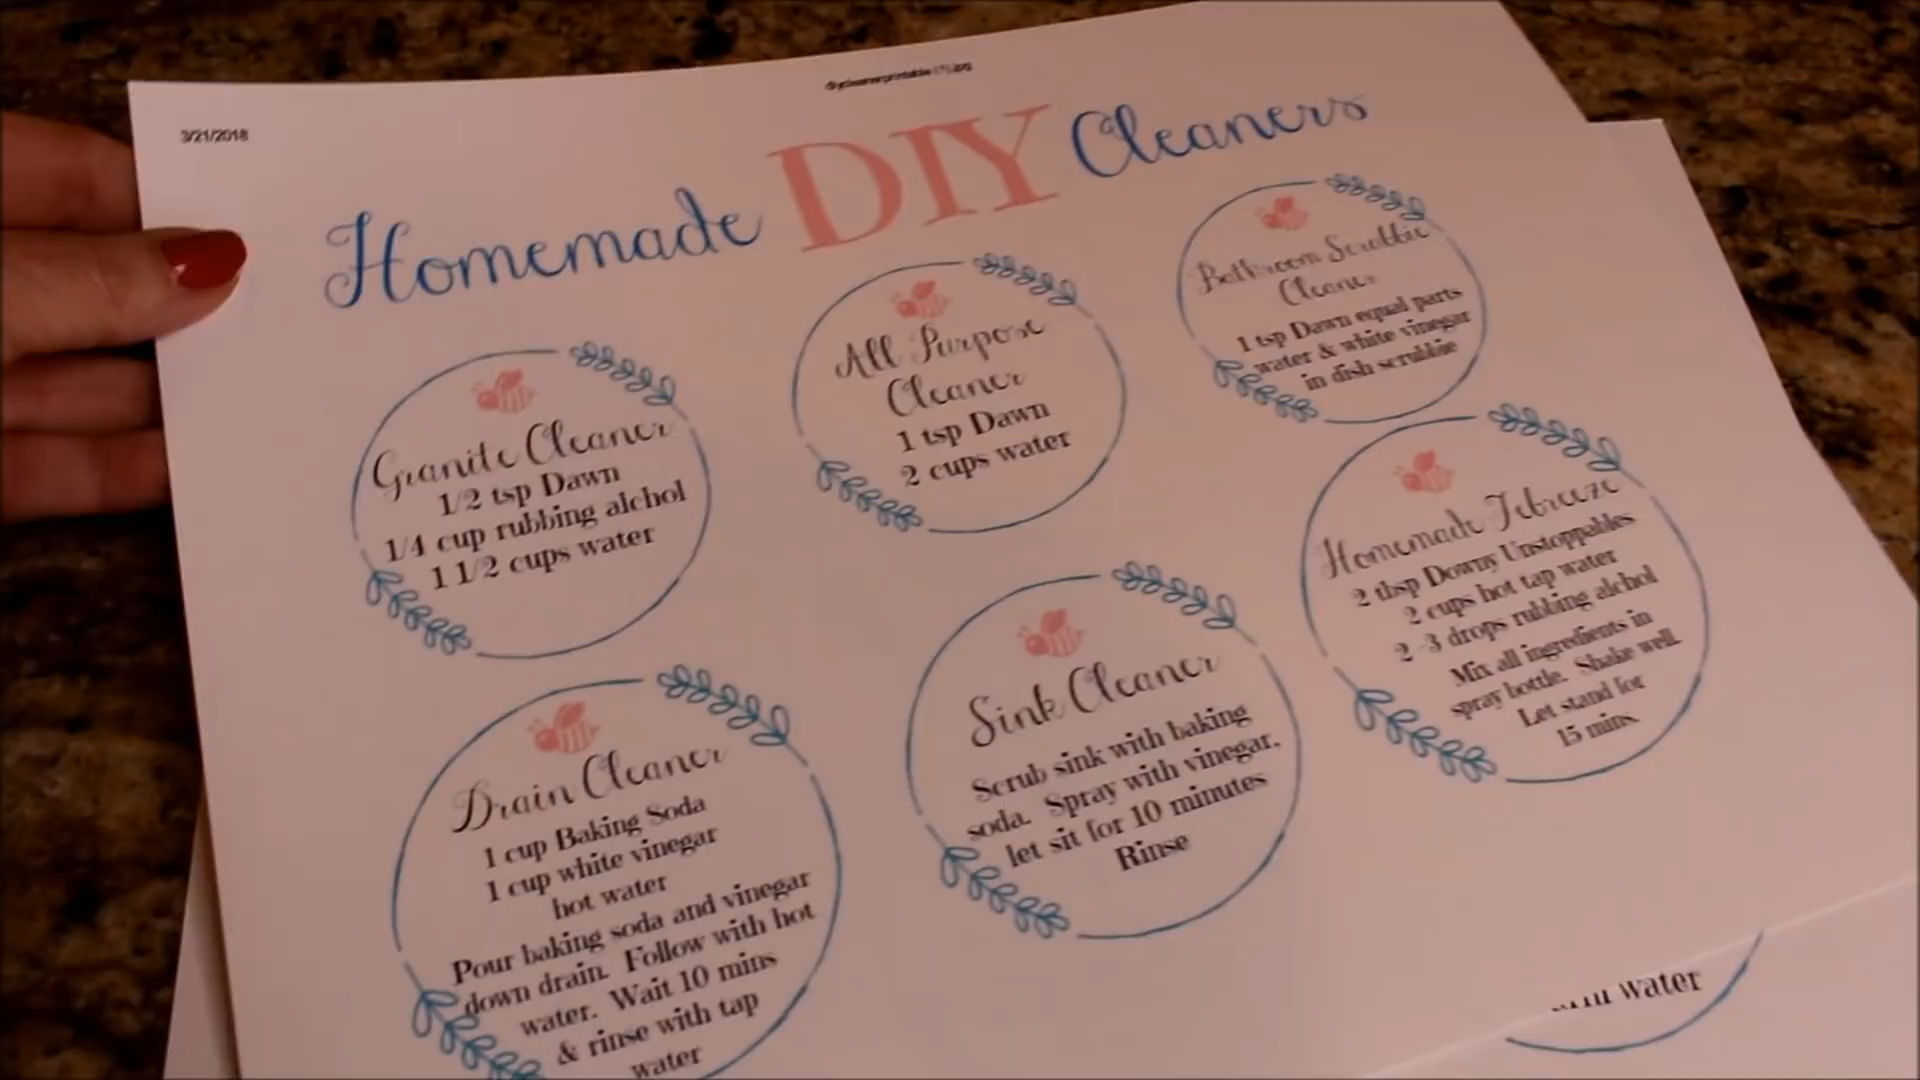 3/21/2018
Homemade DIY Cleaners
Granite Cleaner
1/2 tsp Dawn
1/4 cup rubbing alchol
1 1/2 cups water
All Purpose
Cleaner
1 tsp Dawn
2 cups water
Bathroom Scrubbie
Cleaner
1 tsp Dawn equal parts
water & white vinegar
in dish scrubbie
Drain Cleaner
1 cup Baking Soda
1 cup white vinegar
hot water
Pour baking soda and vinegar
down drain. Follow with hot
water. Wait 10 mins
& rinse with tap
water
Sink Cleaner
Scrub sink with baking
soda. Spray with vinegar,
let sit for 10 minutes
Rinse
Homemade Febreeze
2 tbsp Downy Unstoppables
2 cups hot tap water
2 -3 drops rubbing alchol
Mix all ingredients in
spray bottle. Shake well.
Let stand for
15 mins.
water